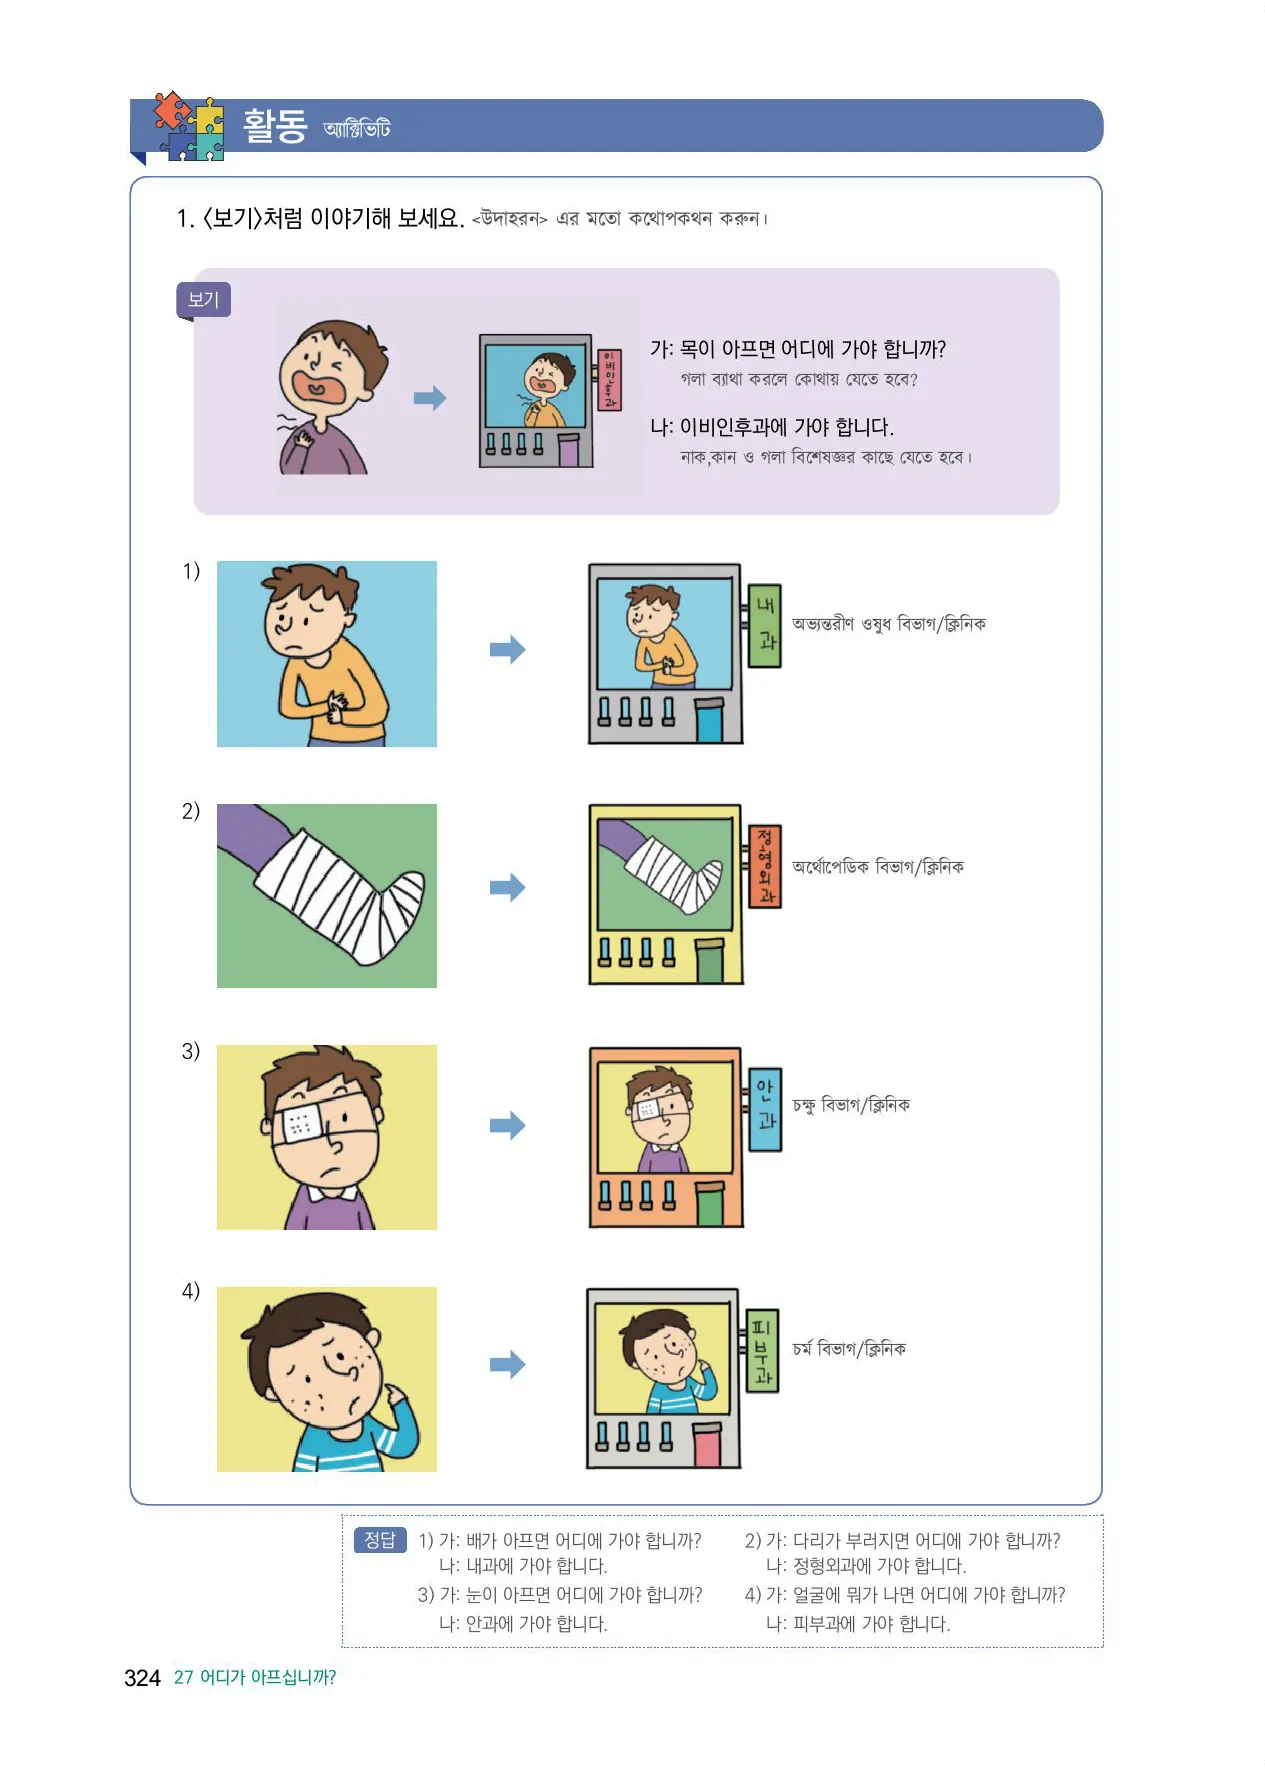 활동 অ্যাক্টিভিটি
1. <보기>처럼 이야기해 보세요. <উদাহরন> এর মতো কথোপকথন করুন।
보기
이비인후과
가: 목이 아프면 어디에 가야 합니까?
গলা ব্যাথা করলে কোথায় যেতে হবে?
나: 이비인후과에 가야 합니다.
নাক,কান ও গলা বিশেষজ্ঞর কাছে যেতে হবে।
1)
내과
অভ্যন্তরীণ ওষুধ বিভাগ/ক্লিনিক
2)
정형외과
অর্থোপেডিক বিভাগ/ক্লিনিক
3)
안과
চক্ষু বিভাগ/ক্লিনিক
4)
피부과
চর্ম বিভাগ/ক্লিনিক
정답
1) 가: 배가 아프면 어디에 가야 합니까?
나: 내과에 가야 합니다.
2) 가: 다리가 부러지면 어디에 가야 합니까?
나: 정형외과에 가야 합니다.
3) 가: 눈이 아프면 어디에 가야 합니까?
나: 안과에 가야 합니다.
4) 가: 얼굴에 뭐가 나면 어디에 가야 합니까?
나: 피부과에 가야 합니다.
324 27 어디가 아프십니까?